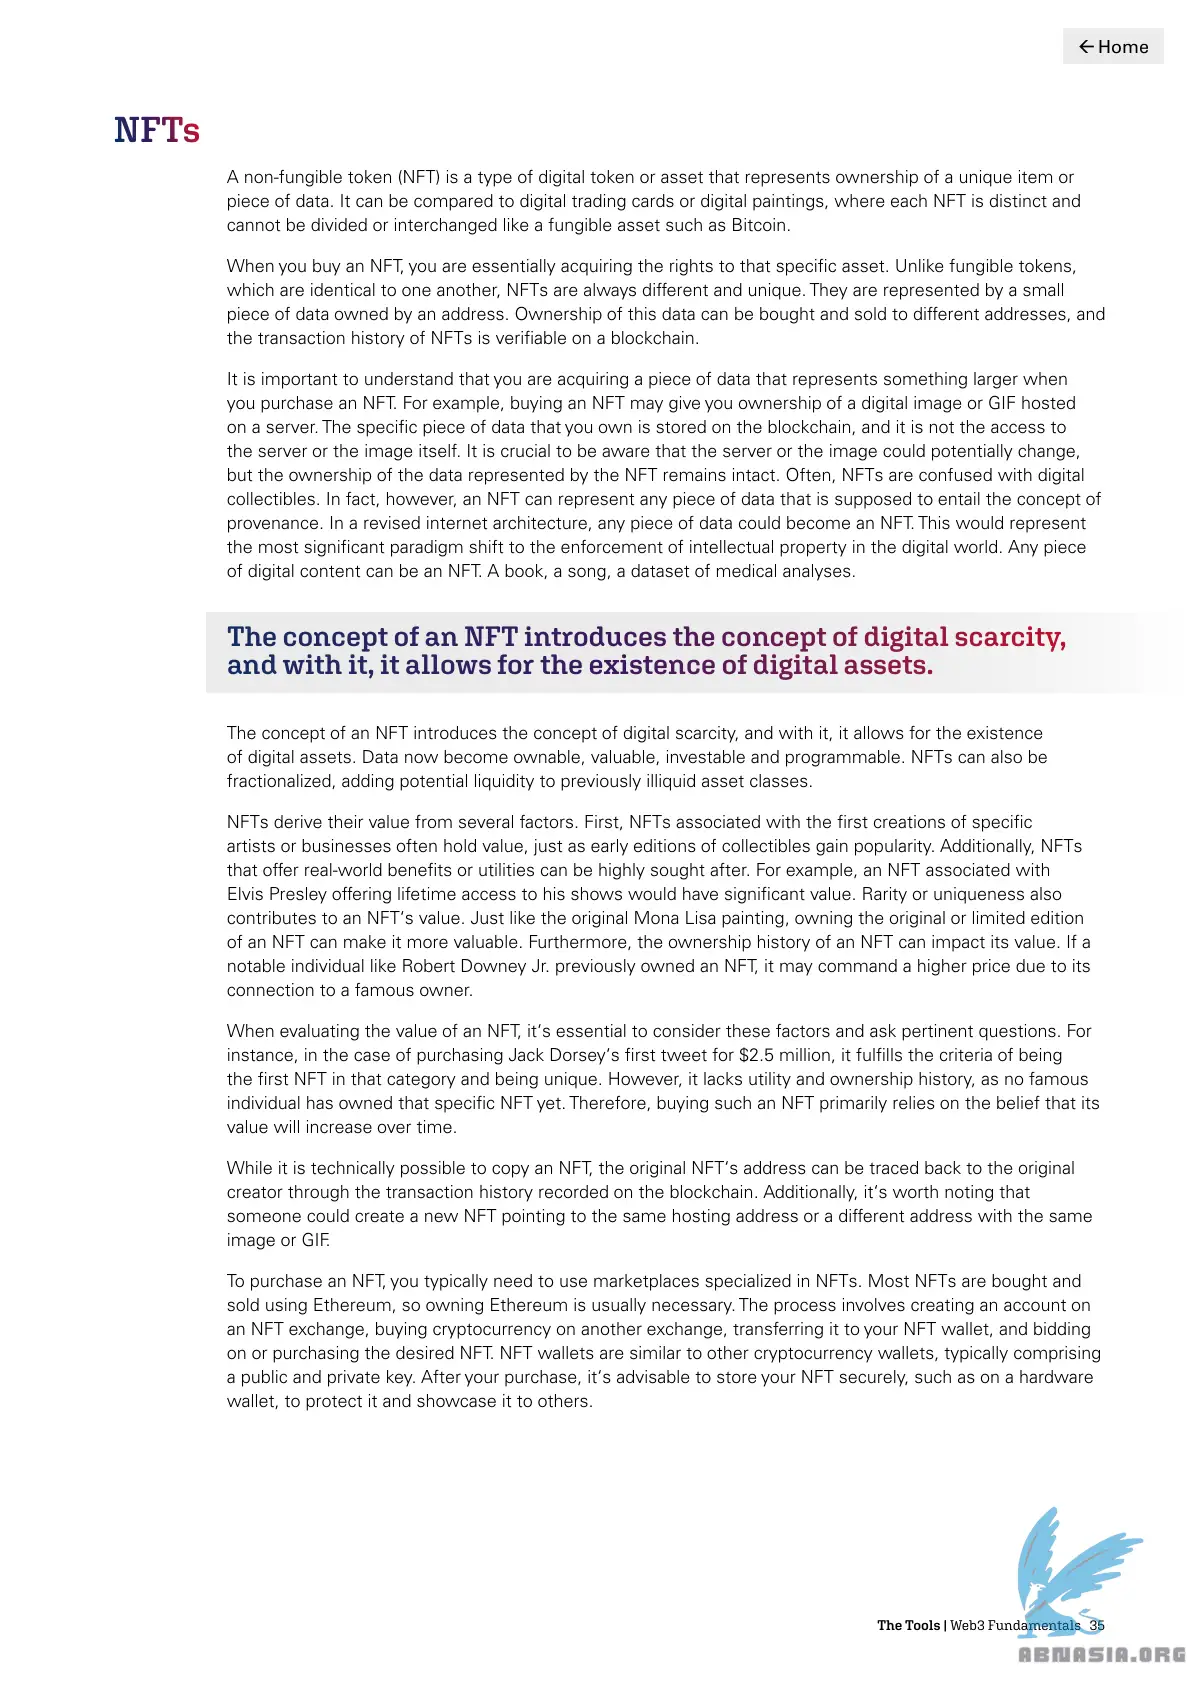 ← Home
NFTs
A non-fungible token (NFT) is a type of digital token or asset that represents ownership of a unique item or
piece of data. It can be compared to digital trading cards or digital paintings, where each NFT is distinct and
cannot be divided or interchanged like a fungible asset such as Bitcoin.
When you buy an NFT, you are essentially acquiring the rights to that specific asset. Unlike fungible tokens,
which are identical to one another, NFTs are always different and unique. They are represented by a small
piece of data owned by an address. Ownership of this data can be bought and sold to different addresses, and
the transaction history of NFTs is verifiable on a blockchain.
It is important to understand that you are acquiring a piece of data that represents something larger when
you purchase an NFT. For example, buying an NFT may give you ownership of a digital image or GIF hosted
on a server. The specific piece of data that you own is stored on the blockchain, and it is not the access to
the server or the image itself. It is crucial to be aware that the server or the image could potentially change,
but the ownership of the data represented by the NFT remains intact. Often, NFTs are confused with digital
collectibles. In fact, however, an NFT can represent any piece of data that is supposed to entail the concept of
provenance. In a revised internet architecture, any piece of data could become an NFT. This would represent
the most significant paradigm shift to the enforcement of intellectual property in the digital world. Any piece
of digital content can be an NFT. A book, a song, a dataset of medical analyses.
The concept of an NFT introduces the concept of digital scarcity,
and with it, it allows for the existence of digital assets.
The concept of an NFT introduces the concept of digital scarcity, and with it, it allows for the existence
of digital assets. Data now become ownable, valuable, investable and programmable. NFTs can also be
fractionalized, adding potential liquidity to previously illiquid asset classes.
NFTs derive their value from several factors. First, NFTs associated with the first creations of specific
artists or businesses often hold value, just as early editions of collectibles gain popularity. Additionally, NFTs
that offer real-world benefits or utilities can be highly sought after. For example, an NFT associated with
Elvis Presley offering lifetime access to his shows would have significant value. Rarity or uniqueness also
contributes to an NFT‘s value. Just like the original Mona Lisa painting, owning the original or limited edition
of an NFT can make it more valuable. Furthermore, the ownership history of an NFT can impact its value. If a
notable individual like Robert Downey Jr. previously owned an NFT, it may command a higher price due to its
connection to a famous owner.
When evaluating the value of an NFT, it‘s essential to consider these factors and ask pertinent questions. For
instance, in the case of purchasing Jack Dorsey‘s first tweet for $2.5 million, it fulfills the criteria of being
the first NFT in that category and being unique. However, it lacks utility and ownership history, as no famous
individual has owned that specific NFT yet. Therefore, buying such an NFT primarily relies on the belief that its
value will increase over time.
While it is technically possible to copy an NFT, the original NFT‘s address can be traced back to the original
creator through the transaction history recorded on the blockchain. Additionally, it‘s worth noting that
someone could create a new NFT pointing to the same hosting address or a different address with the same
image or GIF.
To purchase an NFT, you typically need to use marketplaces specialized in NFTs. Most NFTs are bought and
sold using Ethereum, so owning Ethereum is usually necessary. The process involves creating an account on
an NFT exchange, buying cryptocurrency on another exchange, transferring it to your NFT wallet, and bidding
on or purchasing the desired NFT. NFT wallets are similar to other cryptocurrency wallets, typically comprising
a public and private key. After your purchase, it‘s advisable to store your NFT securely, such as on a hardware
wallet, to protect it and showcase it to others.
The Tools | Web3 Fundamentals 35
ABNASIA.ORG